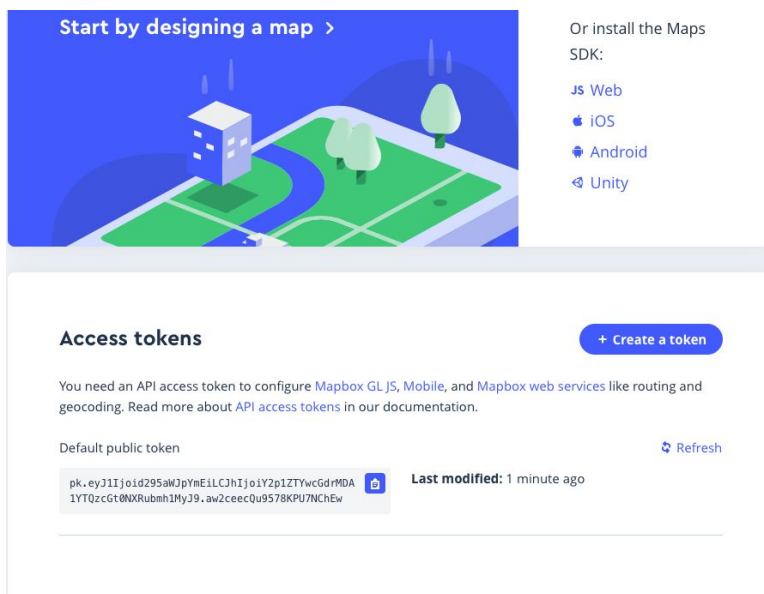 Start by designing a map >
Or install the Maps
SDK:
JS Web
iOS
Android
Unity
Access tokens
+ Create a token
You need an API access token to configure Mapbox GL JS, Mobile, and Mapbox web services like routing and
geocoding. Read more about API access tokens in our documentation.
Default public token
Refresh
pk.eyJ1Ijoid295aWJpYmEiLCJhIjoiY2p1ZTYwcGdrMDA
1YTQzcGt0NXRubmh1MyJ9.aw2ceecQu9578KPU7NChEw
Last modified: 1 minute ago